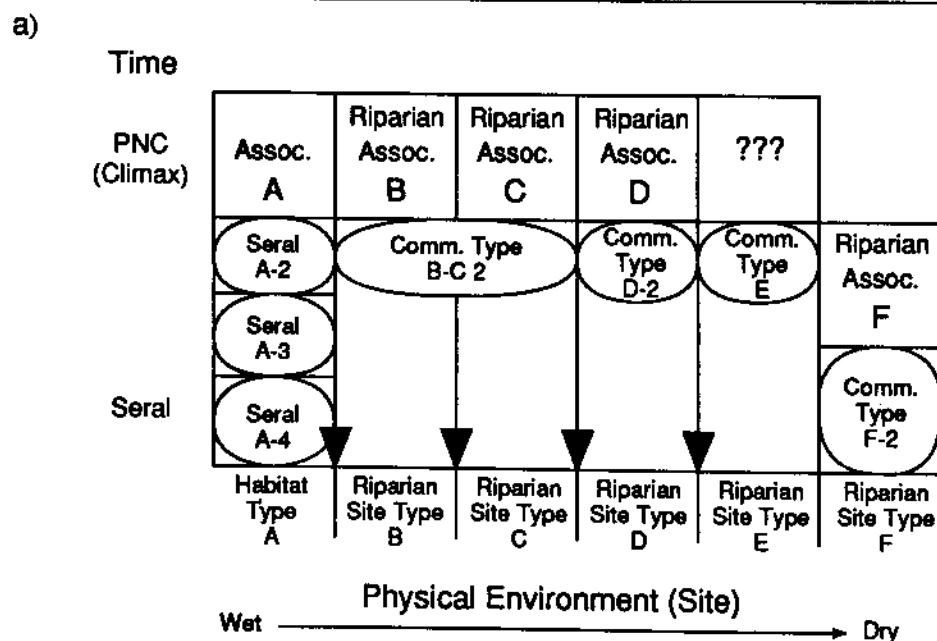 a)
Time
PNC
(Climax)
Assoc.
A
Riparian
Assoc.
B
Riparian
Assoc.
C
Riparian
Assoc.
D
???
Seral
A-2
Comm. Type
B-C 2
Comm.
Type
D-2
Comm.
Type
E
Riparian
Assoc.
F
Seral
A-3
Seral
Seral
A-4
Comm.
Type
F-2
Habitat
Type
A
Riparian
Site Type
B
Riparian
Site Type
C
Riparian
Site Type
D
Riparian
Site Type
E
Riparian
Site Type
F
Physical Environment (Site)
Wet
Dry